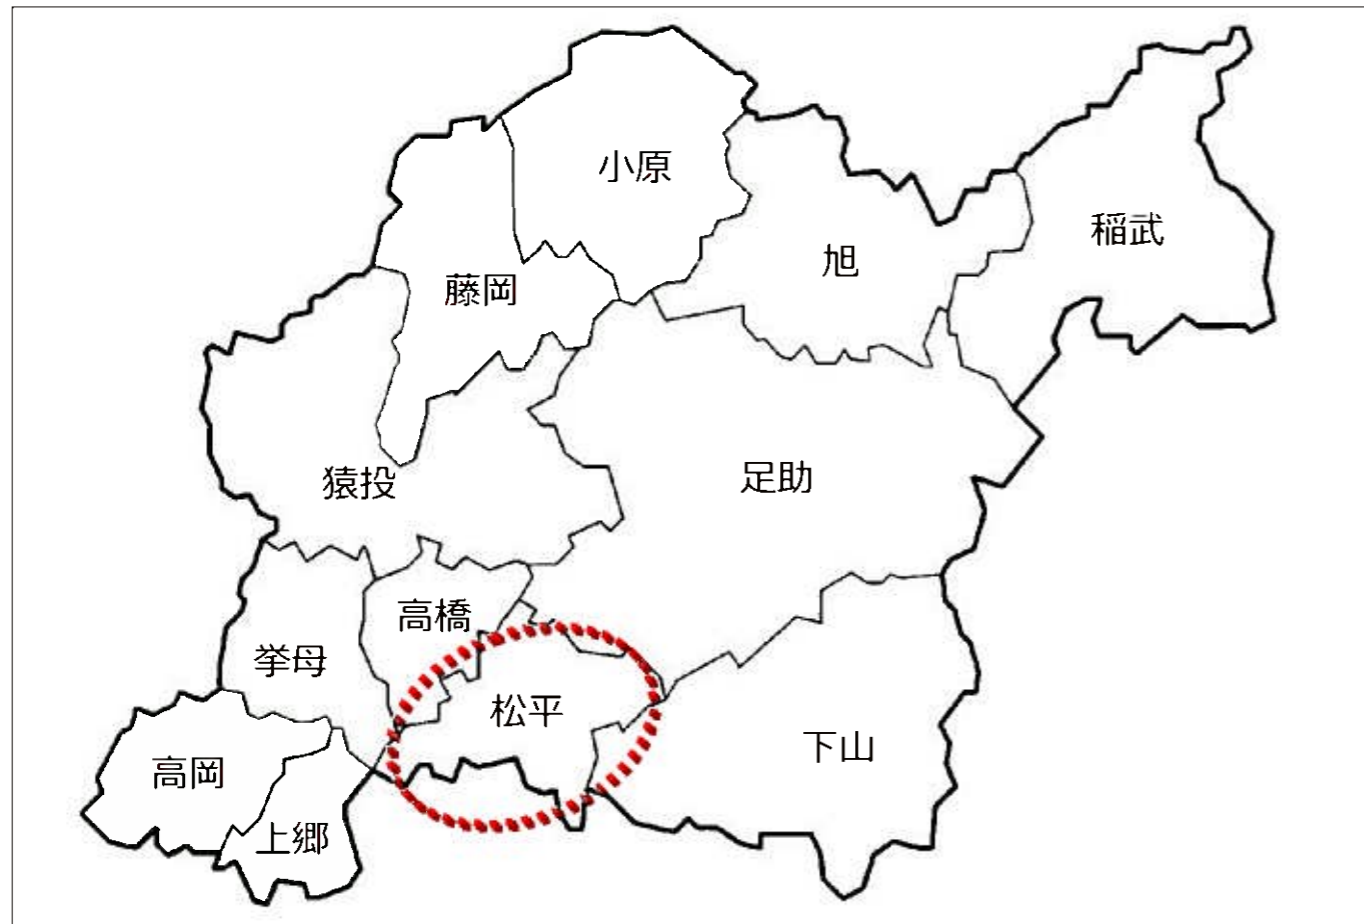 小原
稲武
旭
藤岡
足助
猿投
高橋
挙母
松平
下山
高岡
上郷